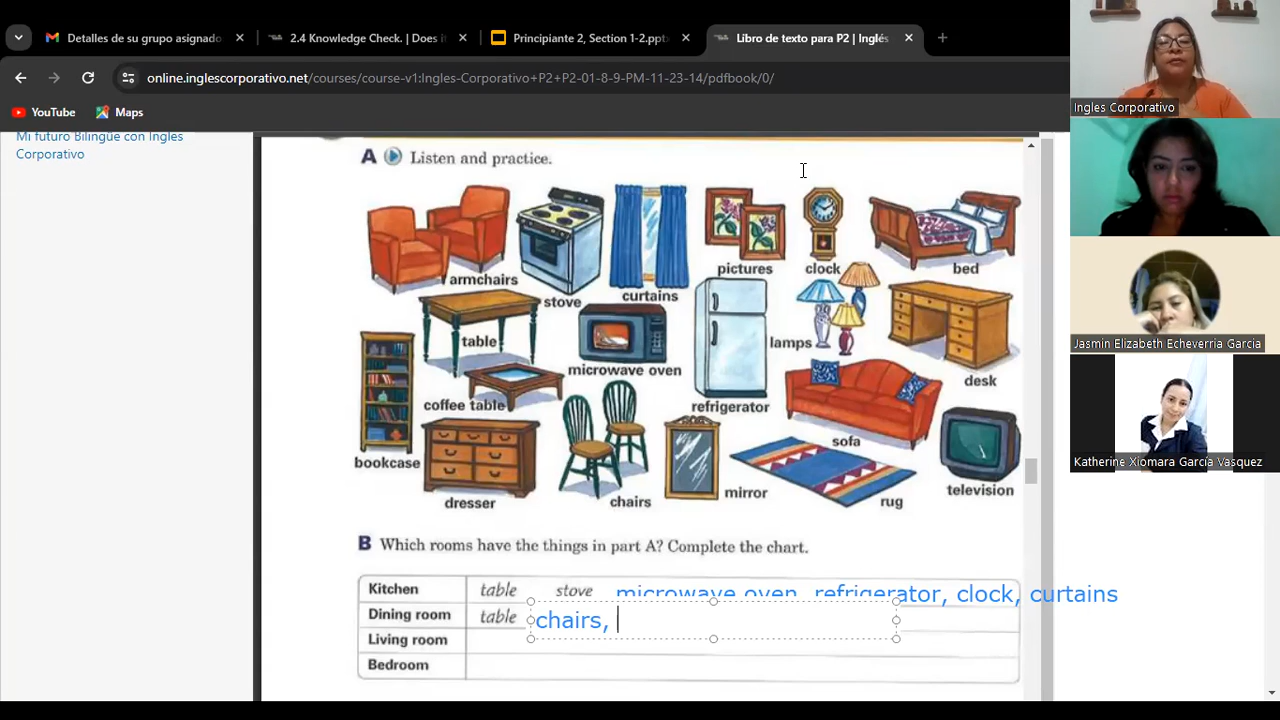 Detalles de su grupo asignado
2.4 Knowledge Check. | Does it
Principiante 2, Section 1-2.ppt
Libro de texto para P2 | Inglés
online.inglescorporativo.net/courses/course-v1:Ingles-Corporativo+P2+P2-01-8-9-PM-11-23-14/pdfbook/0/
YouTube
Maps
Mi futuro Bilingüe con Ingles
Corporativo
A Listen and practice.
armchairs
stove
curtains
pictures
clock
bed
table
microwave oven
refrigerator
lamps
desk
coffee table
bookcase
dresser
chairs
mirror
sofa
rug
television
B Which rooms have the things in part A? Complete the chart.
Kitchen table stove microwave oven, refrigerator, clock, curtains
Dining room table chairs,
Living room
Bedroom
Ingles Corporativo
Jasmin Elizabeth Echeverria Garcia
Katherine Xiomara García Vasquez